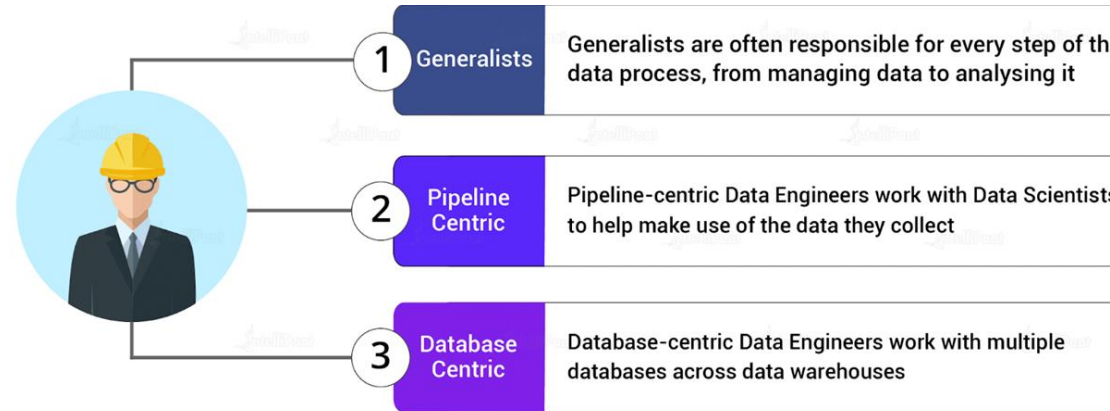 1
Generalists
Generalists are often responsible for every step of th
data process, from managing data to analysing it
2
Pipeline
Centric
Pipeline-centric Data Engineers work with Data Scientists
to help make use of the data they collect
3
Database
Centric
Database-centric Data Engineers work with multiple
databases across data warehouses